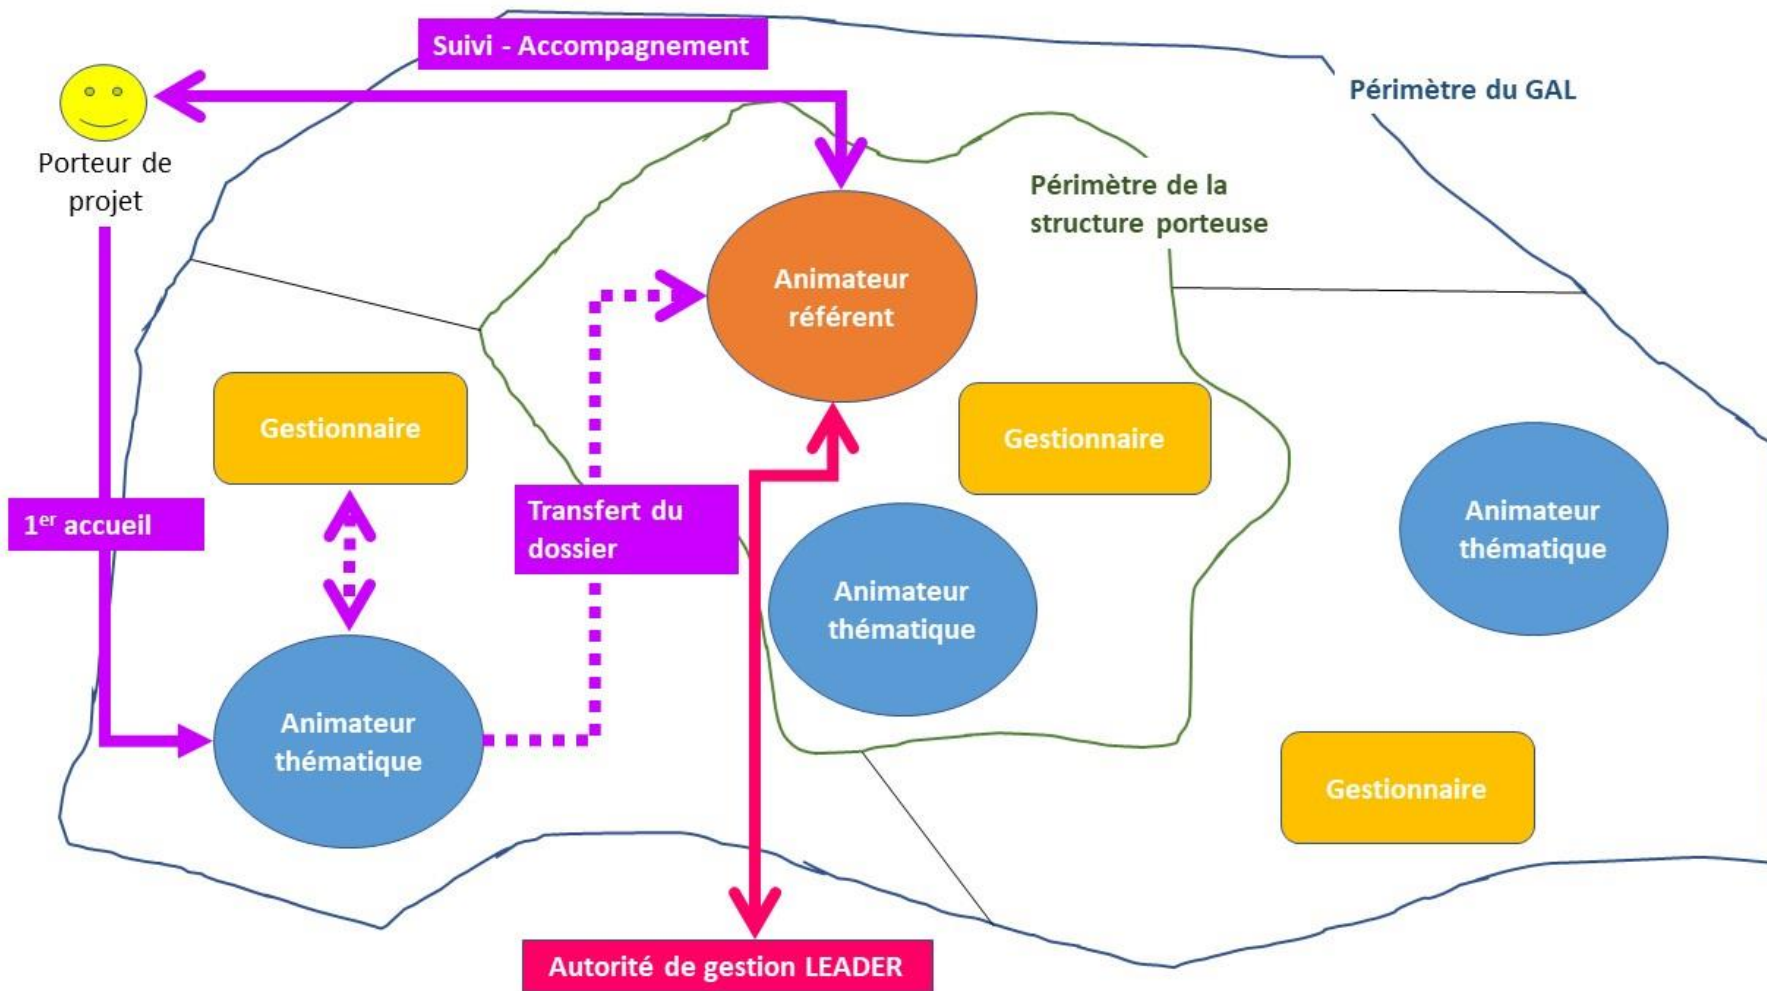 Suivi - Accompagnement
Périmètre du GAL
Porteur de
projet
Périmètre de la
structure porteuse
Animateur
référent
Gestionnaire
Gestionnaire
1er accueil
Transfert du
dossier
Animateur
thématique
Animateur
thématique
Animateur
thématique
Gestionnaire
Autorité de gestion LEADER